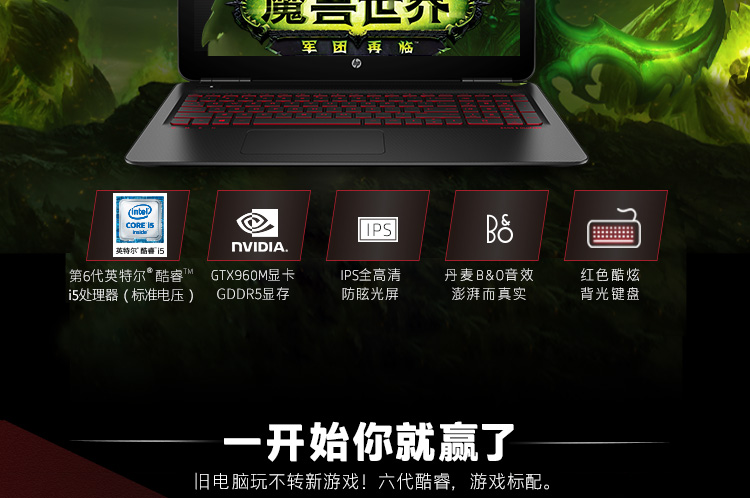 魔兽世界
军团再临
hp
intel
CORE i5
inside
英特尔®酷睿™i5
NVIDIA.
IPS
B&O
第6代英特尔®酷睿™
i5处理器（标准电压）
GTX960M显卡
GDDR5显存
IPS全高清
防眩光屏
丹麦B&O音效
澎湃而真实
红色酷炫
背光键盘
一开始你就赢了
旧电脑玩不转新游戏！六代酷睿，游戏标配。